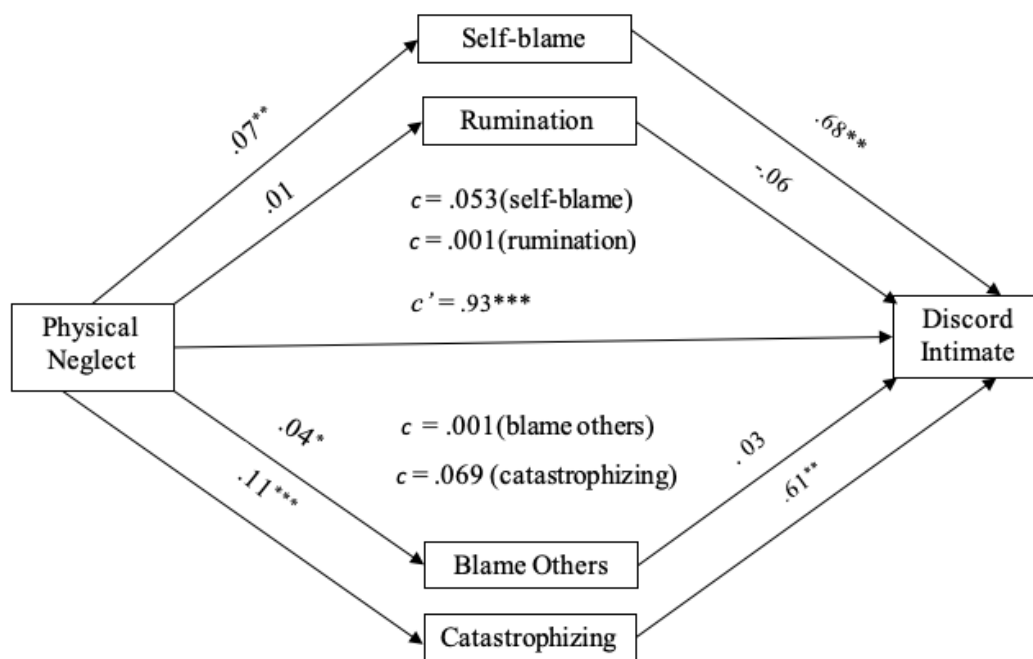 Self-blame
.07**
.68**
Rumination
.01
-.06
c = .053(self-blame)
c = .001(rumination)
c' = .93***
Physical
Neglect
Discord
Intimate
.04*
c = .001(blame others)
.03
.11***
c = .069 (catastrophizing)
.61**
Blame Others
Catastrophizing